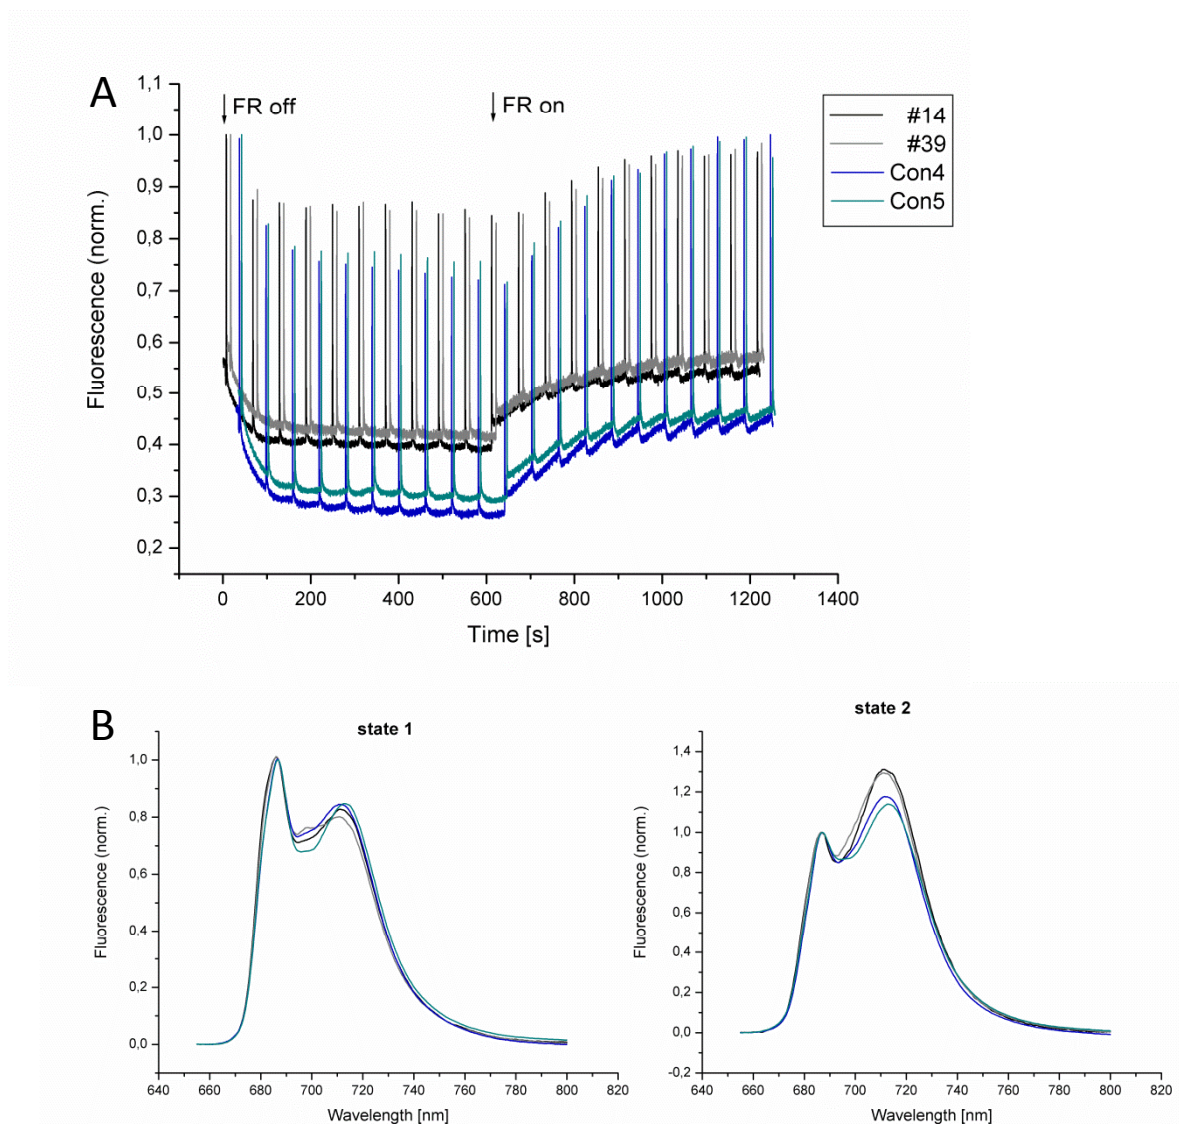 A
FR off
FR on
#14
#39
Con4
Con5
1,1
1,0
0,9
0,8
0,7
0,6
0,5
0,4
0,3
0,2
Fluorescence (norm.)
0 200 400 600 800 1000 1200 1400
Time [s]
B
state 1
1,0
0,8
0,6
0,4
0,2
0,0
Fluorescence (norm.)
640 660 680 700 720 740 760 780 800 820
Wavelength [nm]
state 2
1,4
1,2
1,0
0,8
0,6
0,4
0,2
0,0
-0,2
Fluorescence (norm.)
640 660 680 700 720 740 760 780 800 820
Wavelength [nm]